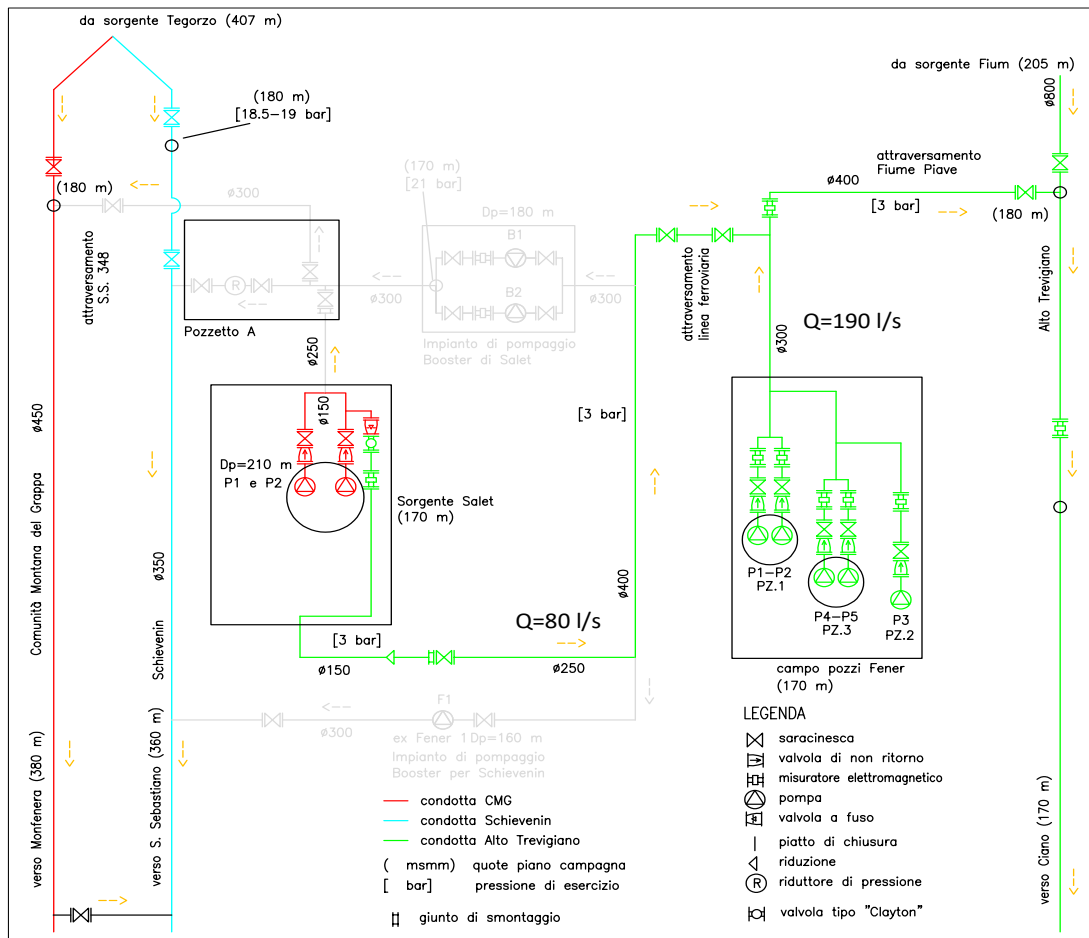 da sorgente Tegorzo (407 m)
da sorgente Fium (205 m)
(180 m)
[18.5-19 bar]
ø800
(180 m)
ø300
(170 m)
[21 bar]
attraversamento
Fiume Piave
ø400
[3 bar]
(180 m)
Dp=180 m
B1
B2
attraversamento
S.S. 348
R
ø300
ø300
Pozzetto A
Impianto di pompaggio
Booster di Salet
attraversamento
linea ferroviaria
ø300
Q=190 l/s
Alto Trevigiano
ø250
ø150
[3 bar]
Dp=210 m
P1 e P2
Sorgente Salet
(170 m)
ø450
Comunità Montana del Grappa
ø350
Schievenin
ø400
P1-P2
PZ.1
P4-P5
PZ.3
P3
PZ.2
[3 bar]
Q=80 l/s
ø150
ø250
campo pozzi Fener
(170 m)
F1
ø300
ex Fener 1 Dp=160 m
Impianto di pompaggio
Booster per Schievenin
verso Monfenera (380 m)
verso S. Sebastiano (360 m)
verso Ciano (170 m)
condotta CMG
condotta Schievenin
condotta Alto Trevigiano
( msmm) quote piano campagna
[ bar] pressione di esercizio
giunto di smontaggio
LEGENDA
saracinesca
valvola di non ritorno
misuratore elettromagnetico
pompa
valvola a fuso
piatto di chiusura
riduzione
R riduttore di pressione
valvola tipo "Clayton"